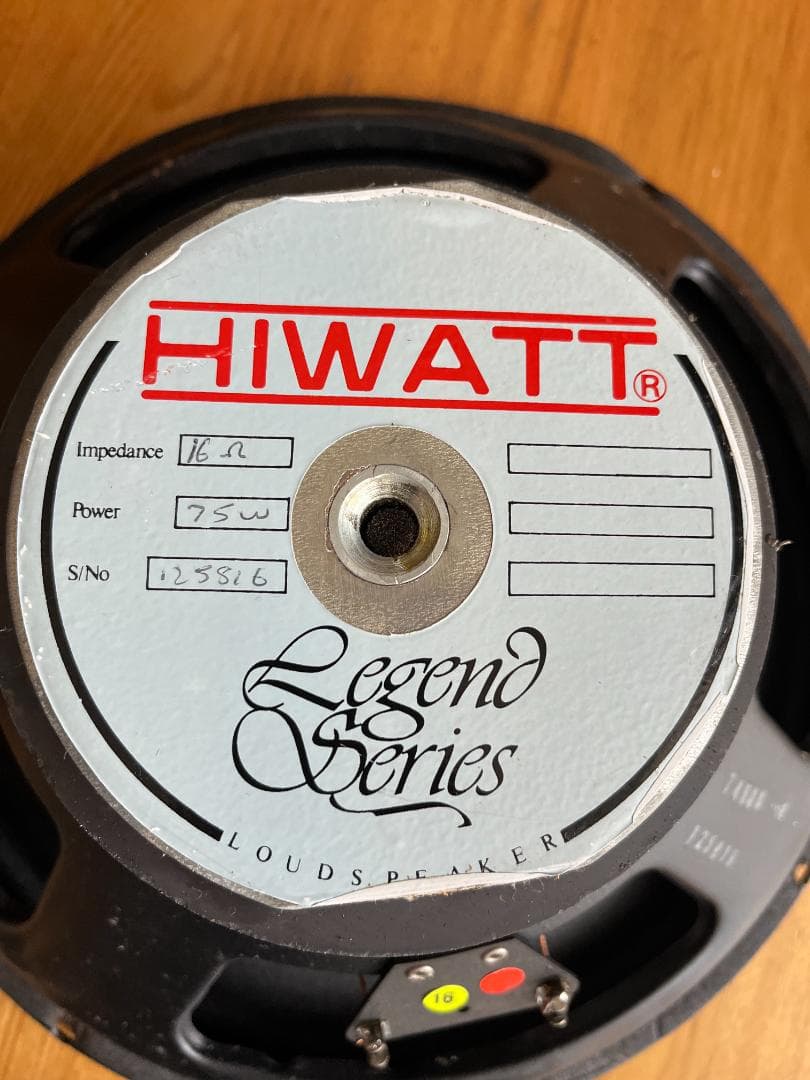 HIWATT®
Impedance 16 Ω
Power 75W
S/No 125816
Legend
Series
LOUDSPEAKER
16